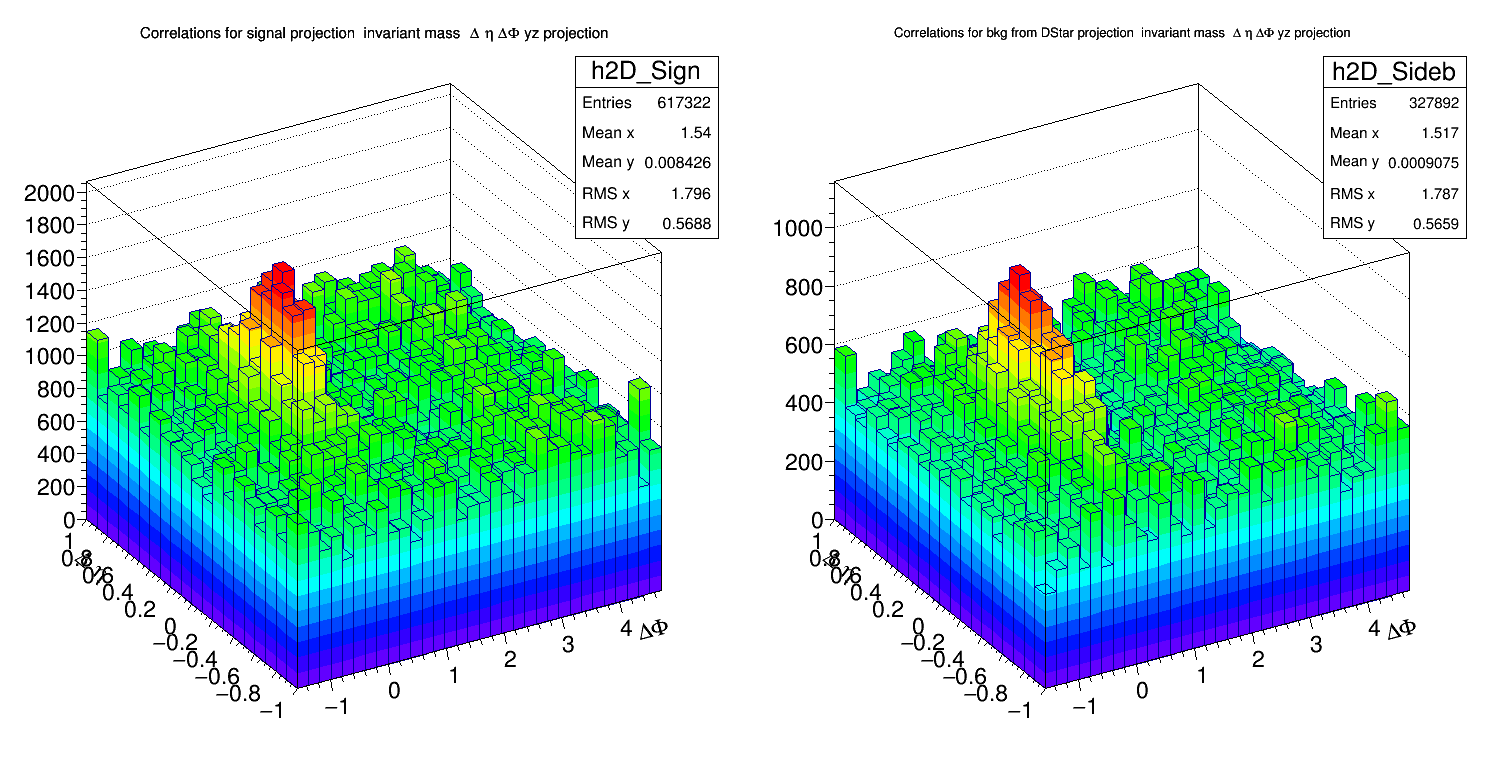 Correlations for signal projection invariant mass Δ η ΔΦ yz projection
h2D_Sign
Entries 617322
Mean x 1.54
Mean y 0.008426
RMS x 1.796
RMS y 0.5688
2000
1800
1600
1400
1200
1000
800
600
400
200
0
1
0.8
0.6
0.4
0.2
0
−0.2
−0.4
−0.6
−0.8
−1
Δ η
−1
0
1
2
3
4
ΔΦ
Correlations for bkg from DStar projection invariant mass Δ η ΔΦ yz projection
h2D_Sideb
Entries 327892
Mean x 1.517
Mean y 0.0009075
RMS x 1.787
RMS y 0.5659
1000
800
600
400
200
0
1
0.8
0.6
0.4
0.2
0
−0.2
−0.4
−0.6
−0.8
−1
Δ η
−1
0
1
2
3
4
ΔΦ